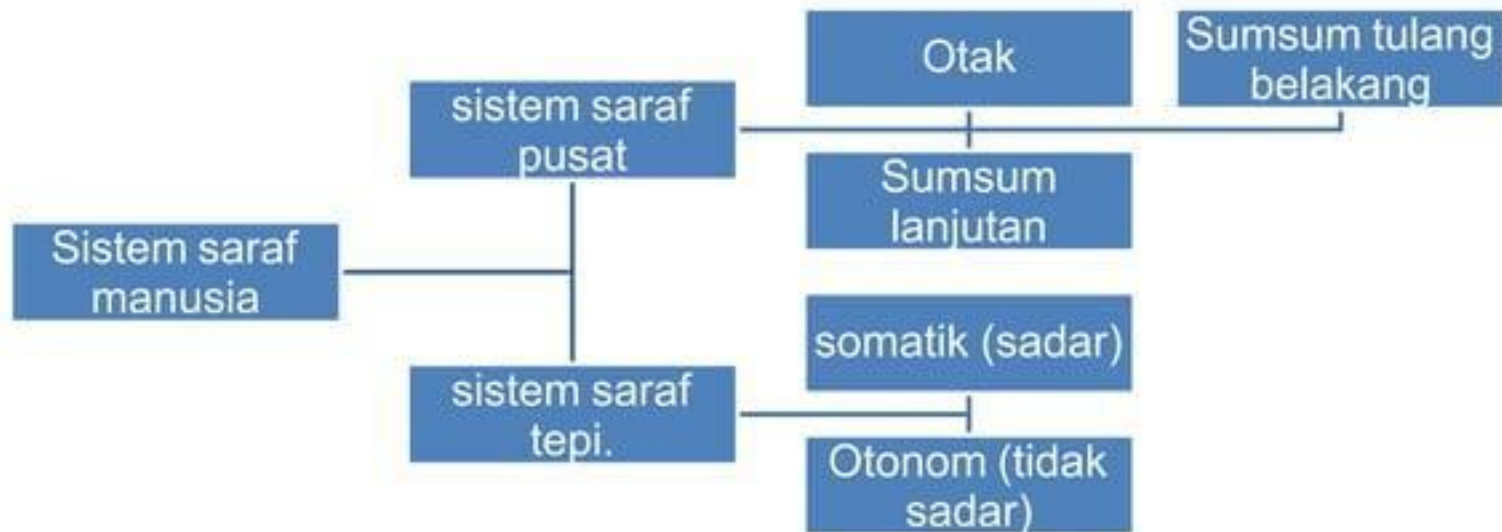 Otak
Sumsum tulang
belakang
sistem saraf
pusat
Sumsum
lanjutan
Sistem saraf
manusia
somatik (sadar)
sistem saraf
tepi.
Otonom (tidak
sadar)